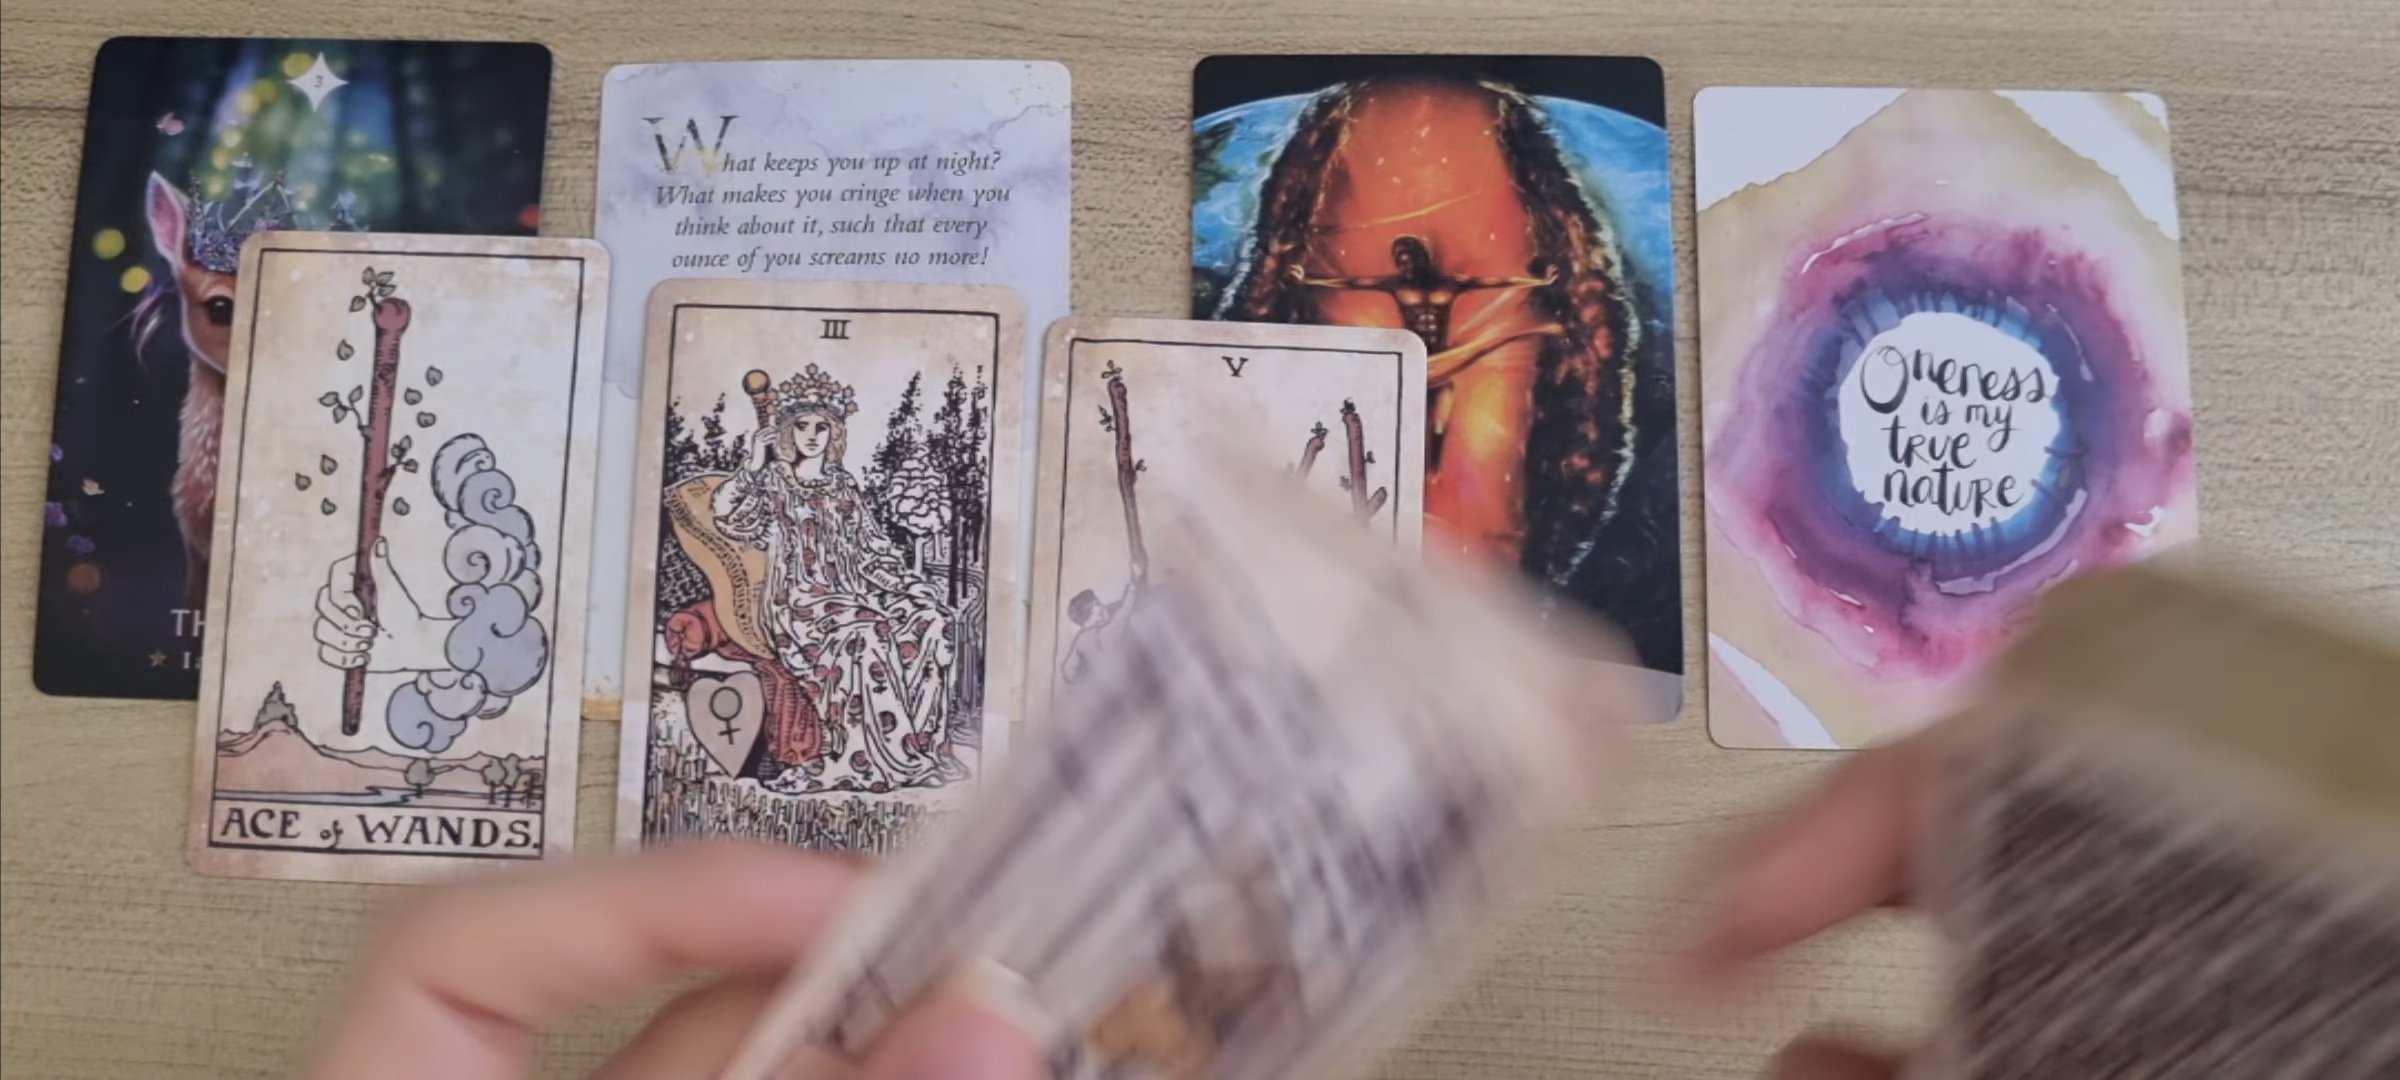 3
What keeps you up at night?
What makes you cringe when you
think about it, such that every
ounce of you screams no more!
Oneness
is my
true
nature
III
V
ACE of WANDS.